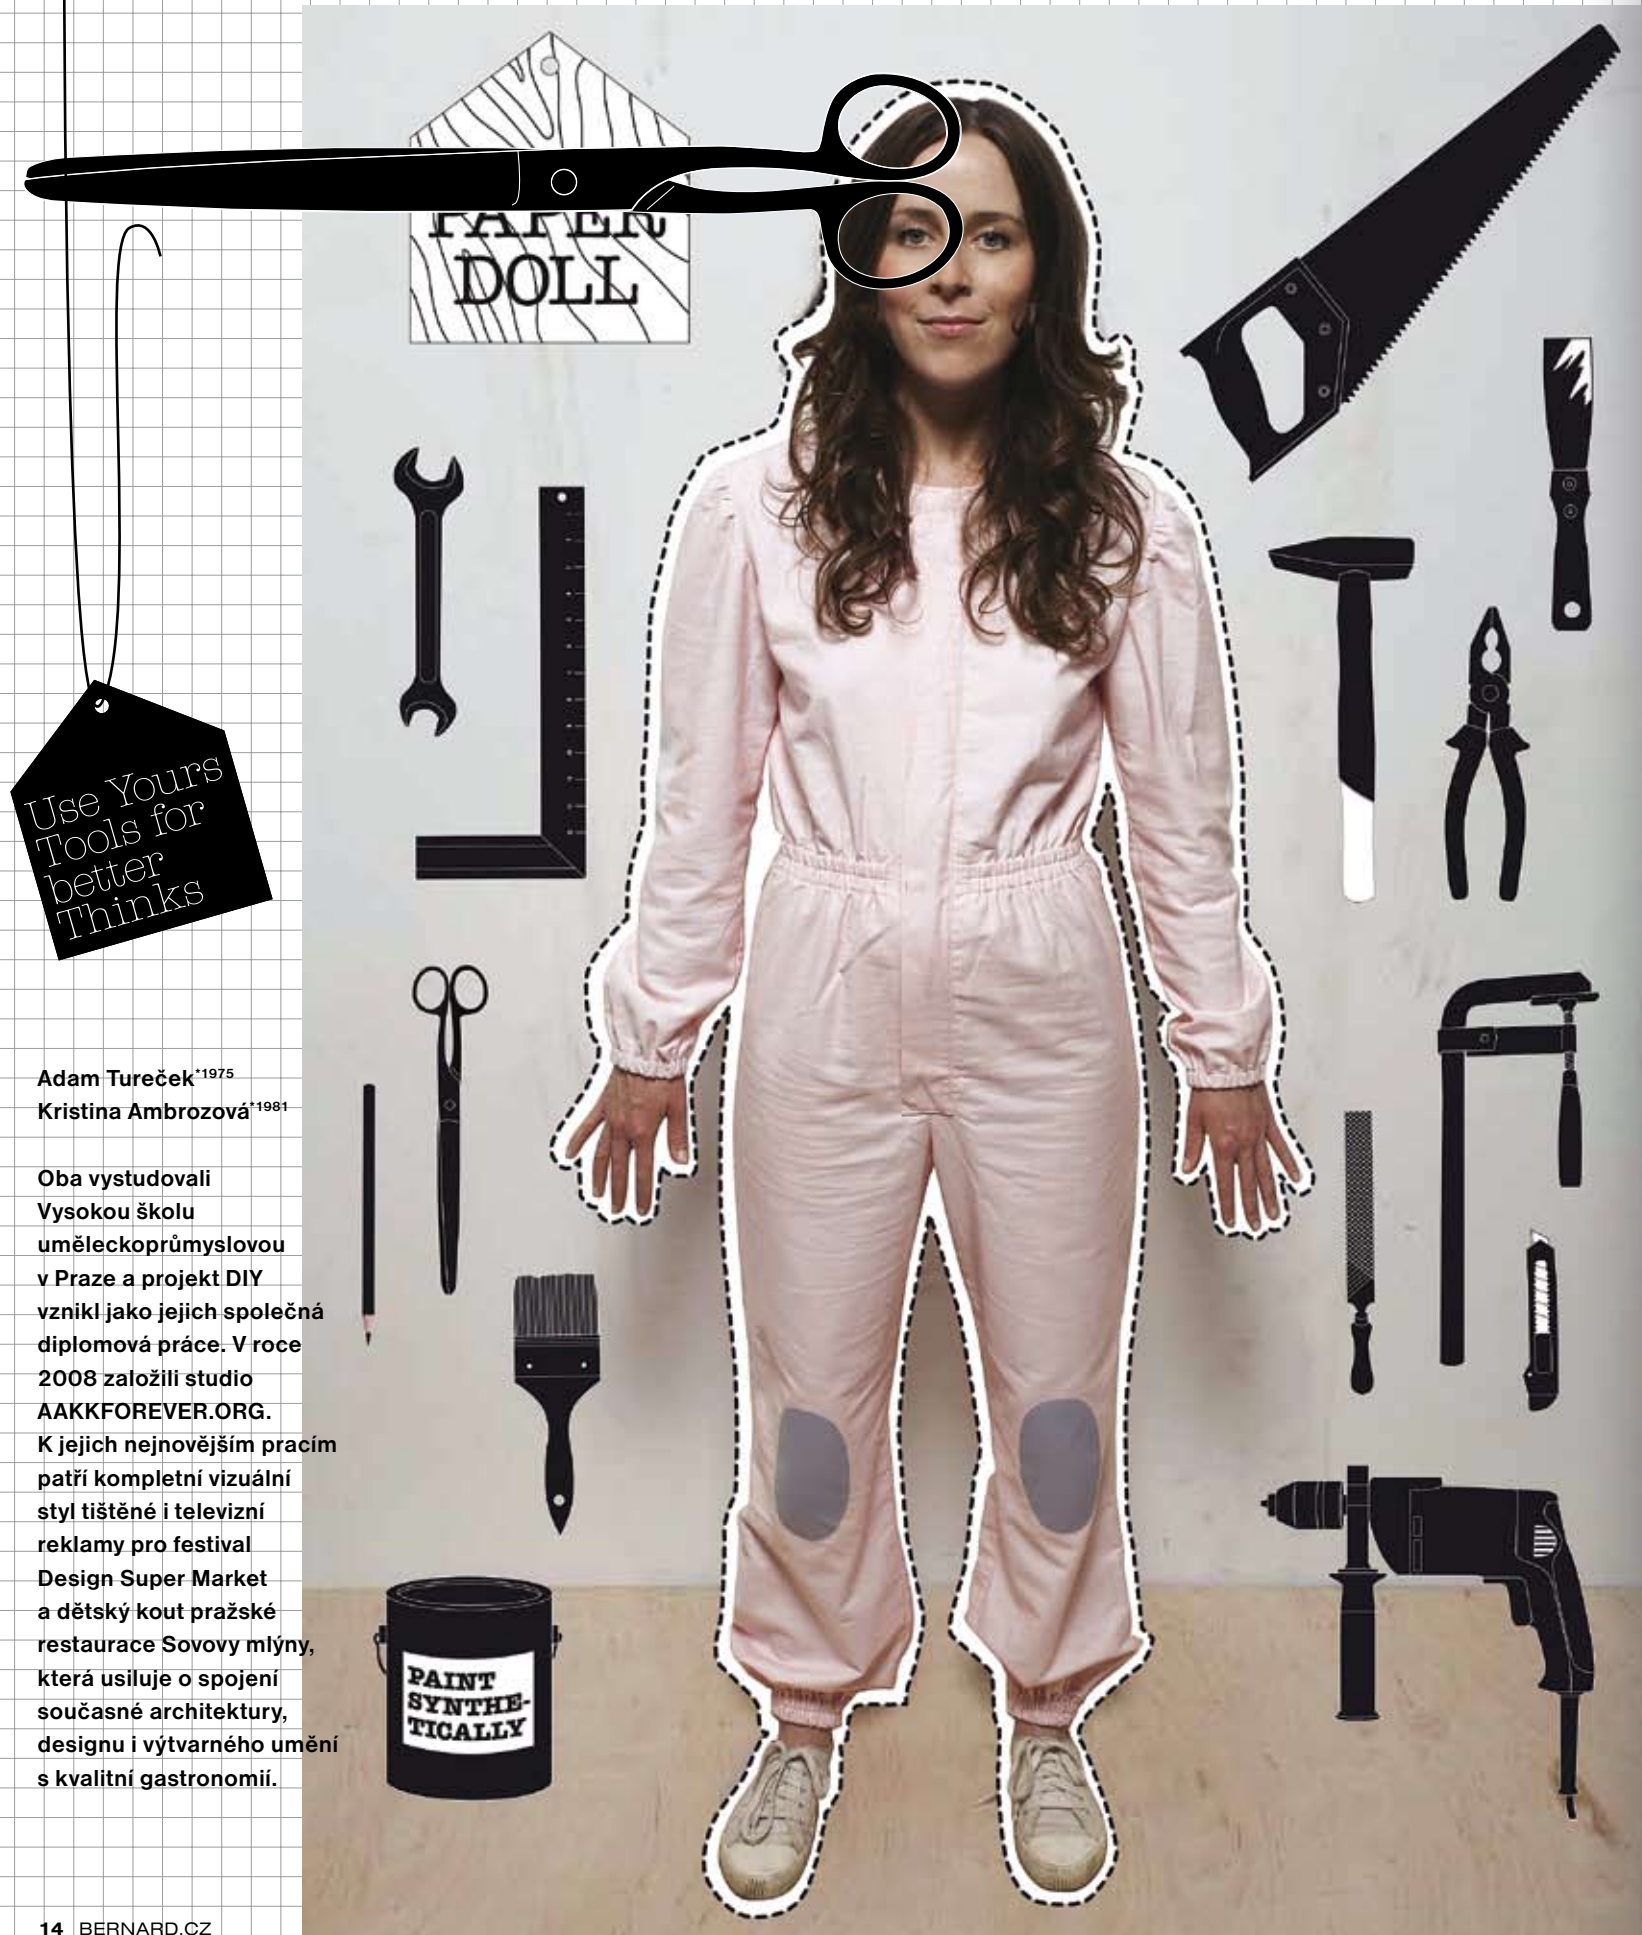 PAPER
DOLL
Use Yours
Tools for
better
Thinks
Adam Tureček*1975
Kristina Ambrozová*1981
Oba vystudovali
Vysokou školu
uměleckoprůmyslovou
v Praze a projekt DIY
vznikl jako jejich společná
diplomová práce. V roce
2008 založili studio
AAKKFOREVER.ORG.
K jejich nejnovějším pracím
patří kompletní vizuální
styl tištěné i televizní
reklamy pro festival
Design Super Market
a dětský kout pražské
restaurace Sovovy mlýny,
která usiluje o spojení
současné architektury,
designu i výtvarného umění
s kvalitní gastronomií.
PAINT
SYNTHE-
TICALLY
14 BERNARD.CZ